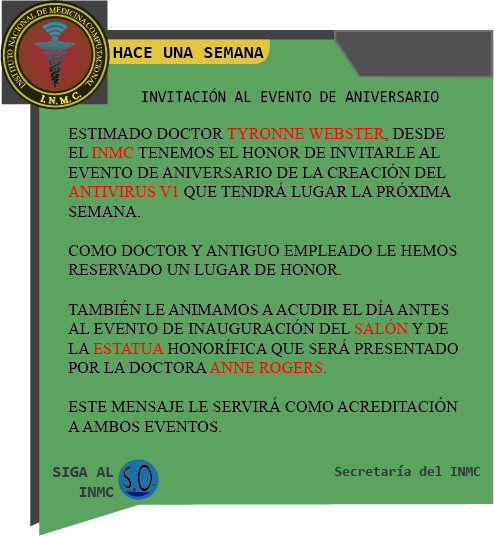 INSTITUTO NACIONAL DE MEDICINA COMPUTACIONAL
I.N.M.C.
HACE UNA SEMANA
INVITACIÓN AL EVENTO DE ANIVERSARIO
ESTIMADO DOCTOR TYRONNE WEBSTER, DESDE
EL INMC TENEMOS EL HONOR DE INVITARLE AL
EVENTO DE ANIVERSARIO DE LA CREACIÓN DEL
ANTIVIRUS V1 QUE TENDRÁ LUGAR LA PRÓXIMA
SEMANA.
COMO DOCTOR Y ANTIGUO EMPLEADO LE HEMOS
RESERVADO UN LUGAR DE HONOR.
TAMBIÉN LE ANIMAMOS A ACUDIR EL DÍA ANTES
AL EVENTO DE INAUGURACIÓN DEL SALÓN Y DE
LA ESTATUA HONORÍFICA QUE SERÁ PRESENTADO
POR LA DOCTORA ANNE ROGERS.
ESTE MENSAJE LE SERVIRÁ COMO ACREDITACIÓN
A AMBOS EVENTOS.
SIGA AL
INMC
S.O.
Secretaría del INMC